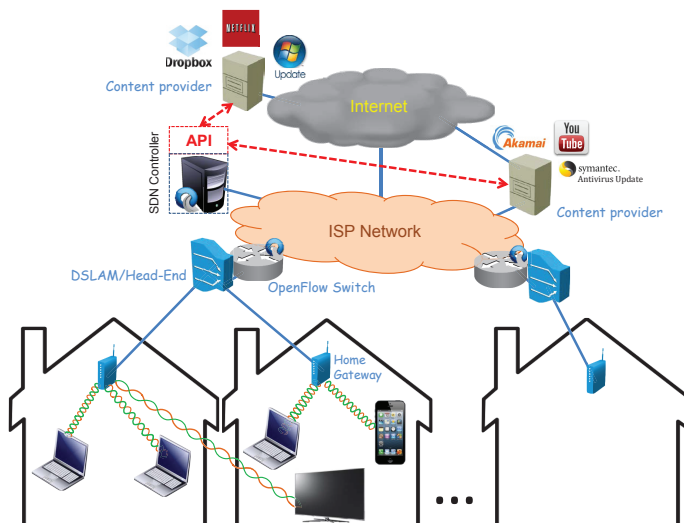 NETFLIX
Dropbox
Update
Content provider
Internet
API
SDN Controller
Akamai
You
Tube
symantec.
Antivirus Update
Content provider
ISP Network
DSLAM/Head-End
OpenFlow Switch
Home
Gateway
...